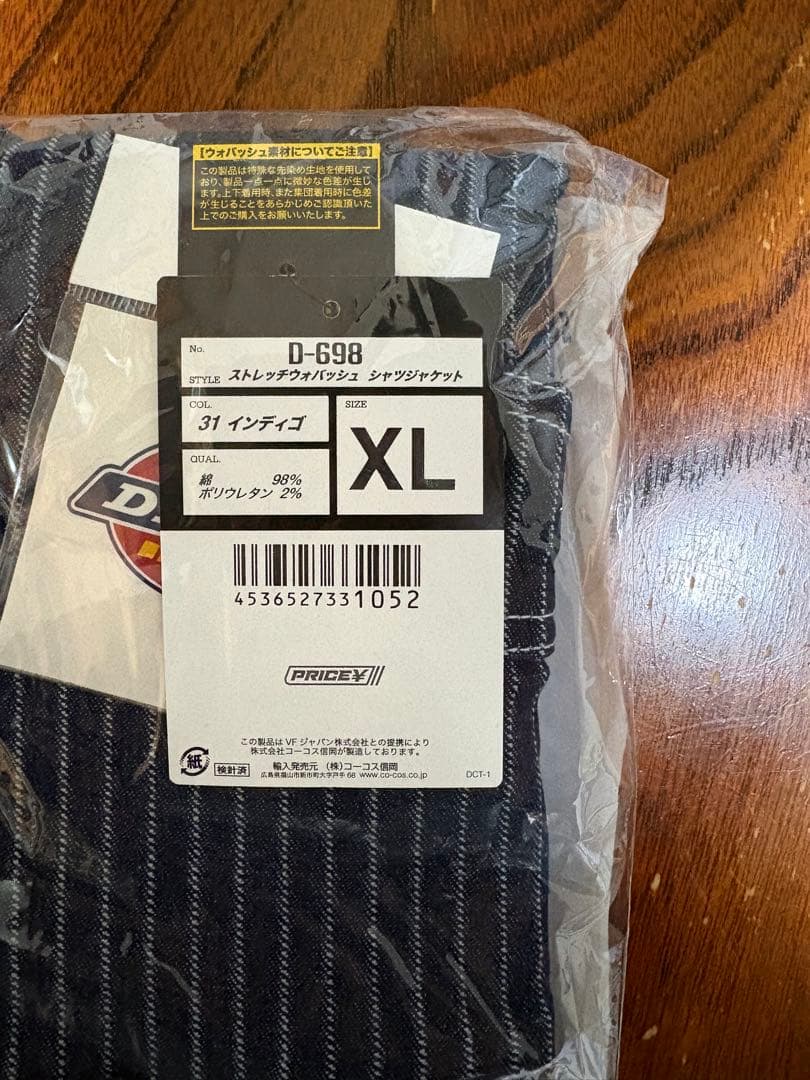 【ウォバッシュ素材についてご注意】
この製品は特殊な先染め生地を使用して
おり、製品一点一点に微妙な色差が生じ
ます。上下着用時、また集団着用時に色差
が生じることをあらかじめご認識頂いた
上でのご購入をお願いいたします。
No. D-698
STYLE ストレッチウォバッシュ シャツジャケット
COL. 31 インディゴ
SIZE XL
QUAL.
綿 98%
ポリウレタン 2%
4536527331052
PRICE¥
この製品は VF ジャパン株式会社との提携により
株式会社コーコス信岡が製造しております。
紙 検針済
輸入発売元 (株)コーコス信岡
広島県福山市新市町大字戸手 68 www.co-cos.co.jp
DCT-1